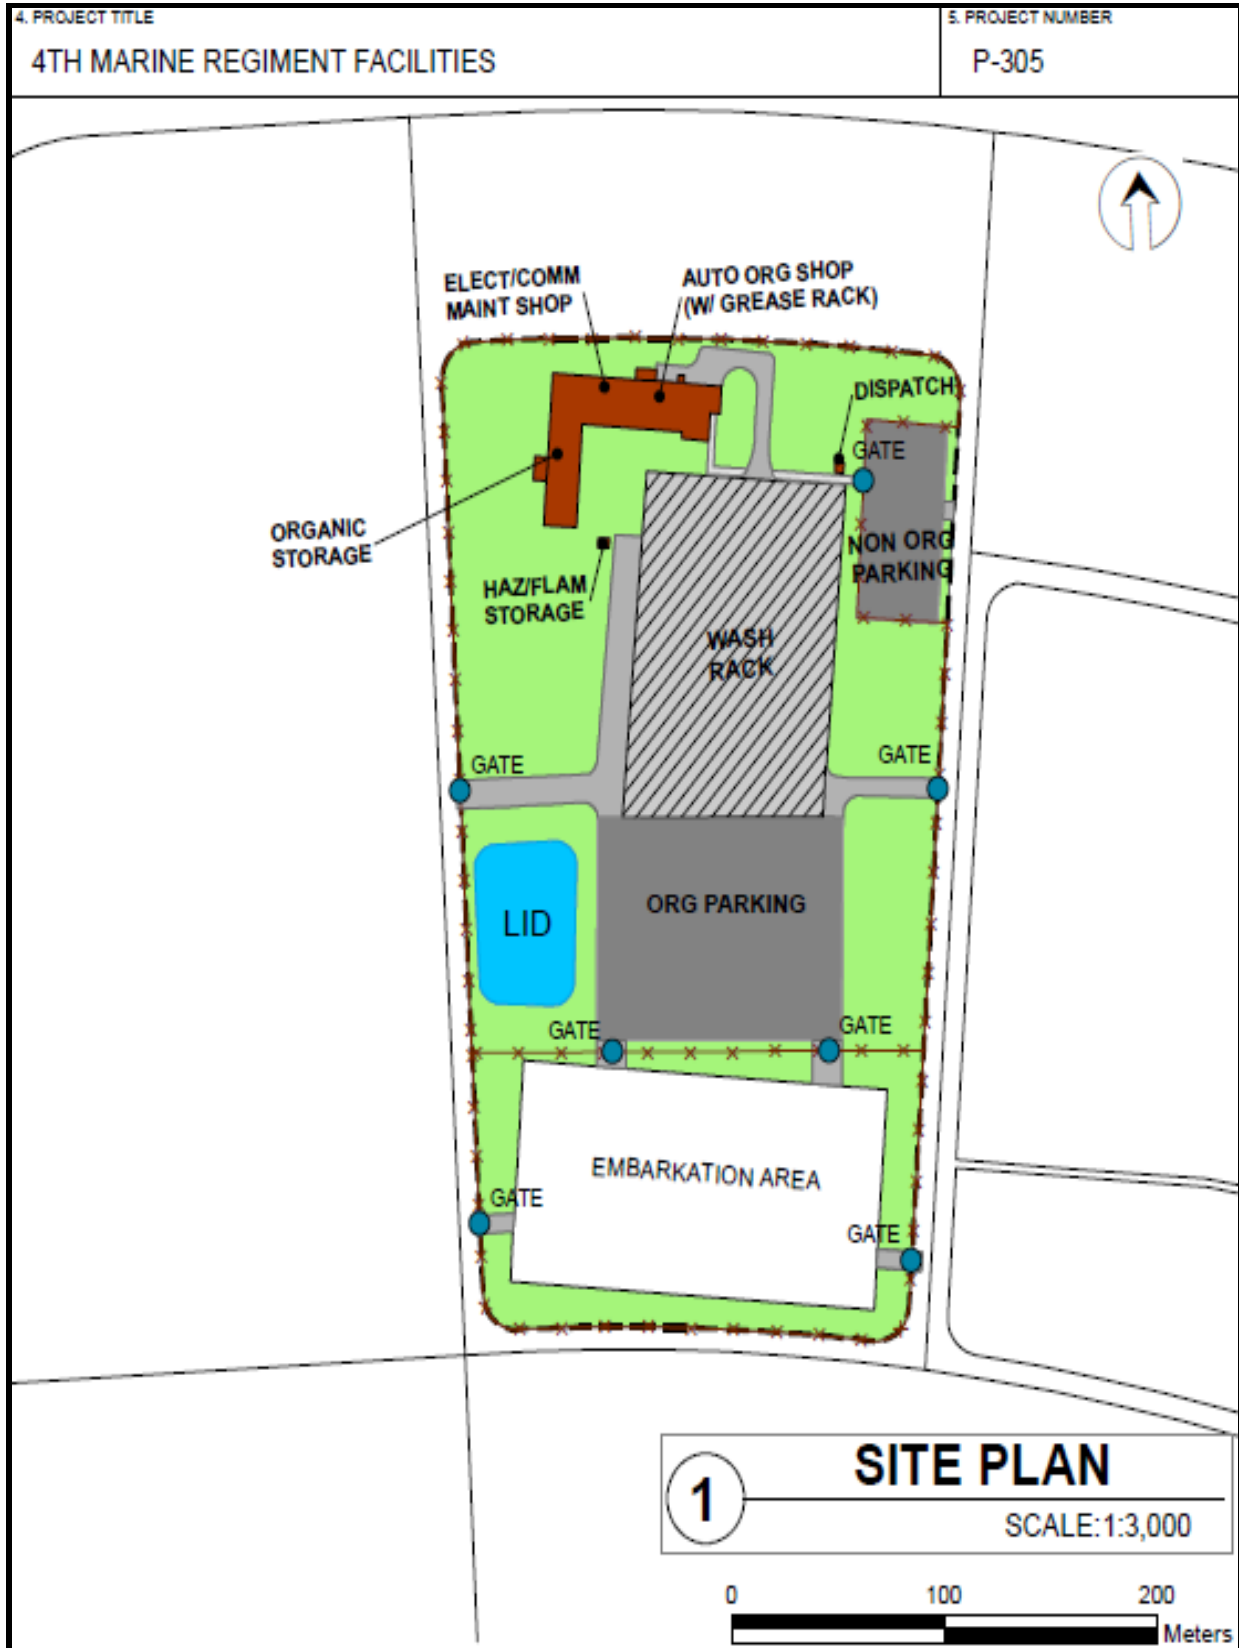 4. PROJECT TITLE
4TH MARINE REGIMENT FACILITIES
5. PROJECT NUMBER
P-305
ELECT/COMM
MAINT SHOP
AUTO ORG SHOP
(W/ GREASE RACK)
DISPATCH
GATE
ORGANIC
STORAGE
NON ORG
PARKING
HAZ/FLAM
STORAGE
WASH
RACK
GATE
GATE
LID
ORG PARKING
GATE
GATE
EMBARKATION AREA
GATE
GATE
1
SITE PLAN
SCALE:1:3,000
0 100 200
Meters